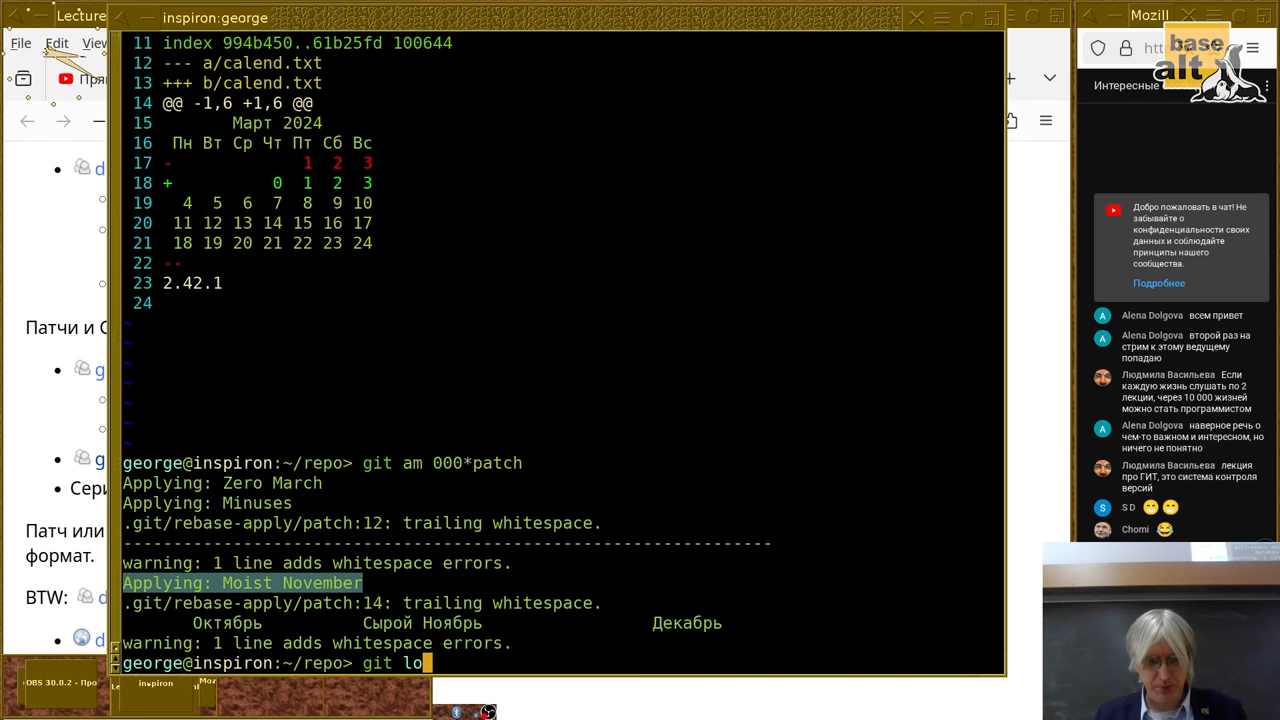 Lecture
inspiron:george
Mozill
File Edit View
11 index 994b450..61b25fd 100644
12 --- a/calend.txt
13 +++ b/calend.txt
14 @@ -1,6 +1,6 @@
15 Март 2024
16 Пн Вт Ср Чт Пт Сб Вс
17 - 1 2 3
18 + 0 1 2 3
19 4 5 6 7 8 9 10
20 11 12 13 14 15 16 17
21 18 19 20 21 22 23 24
22 --
23 2.42.1
24
~
~
~
~
~
~
~
george@inspiron:~/repo> git am 000*patch
Applying: Zero March
Applying: Minuses
.git/rebase-apply/patch:12: trailing whitespace.
-----------------------------------------------------------------
warning: 1 line adds whitespace errors.
Applying: Moist November
.git/rebase-apply/patch:14: trailing whitespace.
Октябрь Сырой Ноябрь Декабрь
warning: 1 line adds whitespace errors.
george@inspiron:~/repo> git lo
Пря
d
Патчи и C
g
g
Сери
Патч или
формат.
BTW: d
OBS 30.0.2 - Про
inspiron
Moz
htt
base
alt
Интересные
Добро пожаловать в чат! Не
забывайте о
конфиденциальности своих
данных и соблюдайте
принципы нашего
сообщества.
Подробнее
A Alena Dolgova всем привет
A Alena Dolgova второй раз на
стрим к этому ведущему
попадаю
Людмила Васильева Если
каждую жизнь слушать по 2
лекции, через 10 000 жизней
можно стать программистом
A Alena Dolgova наверное речь о
чем-то важном и интересном, но
ничего не понятно
Людмила Васильева лекция
про ГИТ, это система контроля
версий
S S D
Chomi